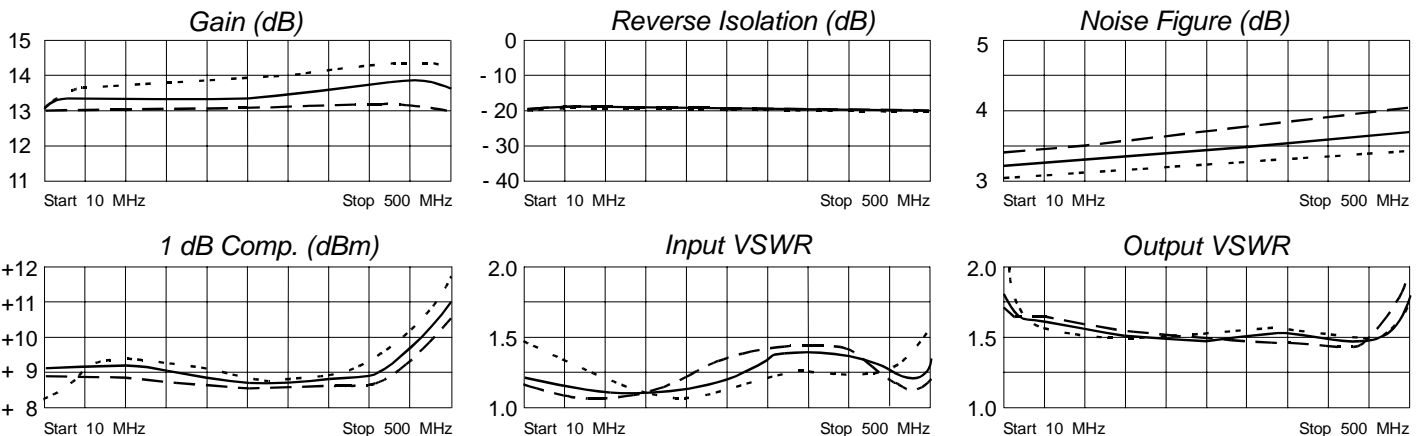 Gain (dB)
15
14
13
12
11
Start 10 MHz Stop 500 MHz
Reverse Isolation (dB)
0
- 10
- 20
- 30
- 40
Start 10 MHz Stop 500 MHz
Noise Figure (dB)
5
4
3
Start 10 MHz Stop 500 MHz
1 dB Comp. (dBm)
+12
+11
+10
+ 9
+ 8
Start 10 MHz Stop 500 MHz
Input VSWR
2.0
1.5
1.0
Start 10 MHz Stop 500 MHz
Output VSWR
2.0
1.5
1.0
Start 10 MHz Stop 500 MHz